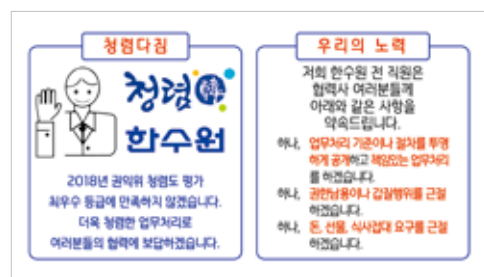 청렴다짐
청렴
한수원
2018년 권익위 청렴도 평가
최우수 등급에 만족하지 않겠습니다.
더욱 청렴한 업무처리로
여러분들의 협력에 보답하겠습니다.
우리의 노력
저희 한수원 전 직원은
협력사 여러분들께
아래와 같은 사항을
약속드립니다.
하나, 업무처리 기준이나 절차를 투명
하게 공개하고 책임있는 업무처리
를 하겠습니다.
하나, 권한남용이나 갑질행위를 근절
하겠습니다.
하나, 돈, 선물, 식사접대 요구를 근절
하겠습니다.